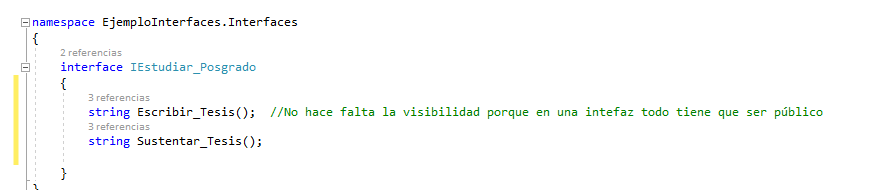 namespace EjemploInterfaces.Interfaces
{
2 referencias
interface IEstudiar_Posgrado
{
3 referencias
string Escribir_Tesis();  //No hace falta la visibilidad porque en una intefaz todo tiene que ser público
3 referencias
string Sustentar_Tesis();
}
}